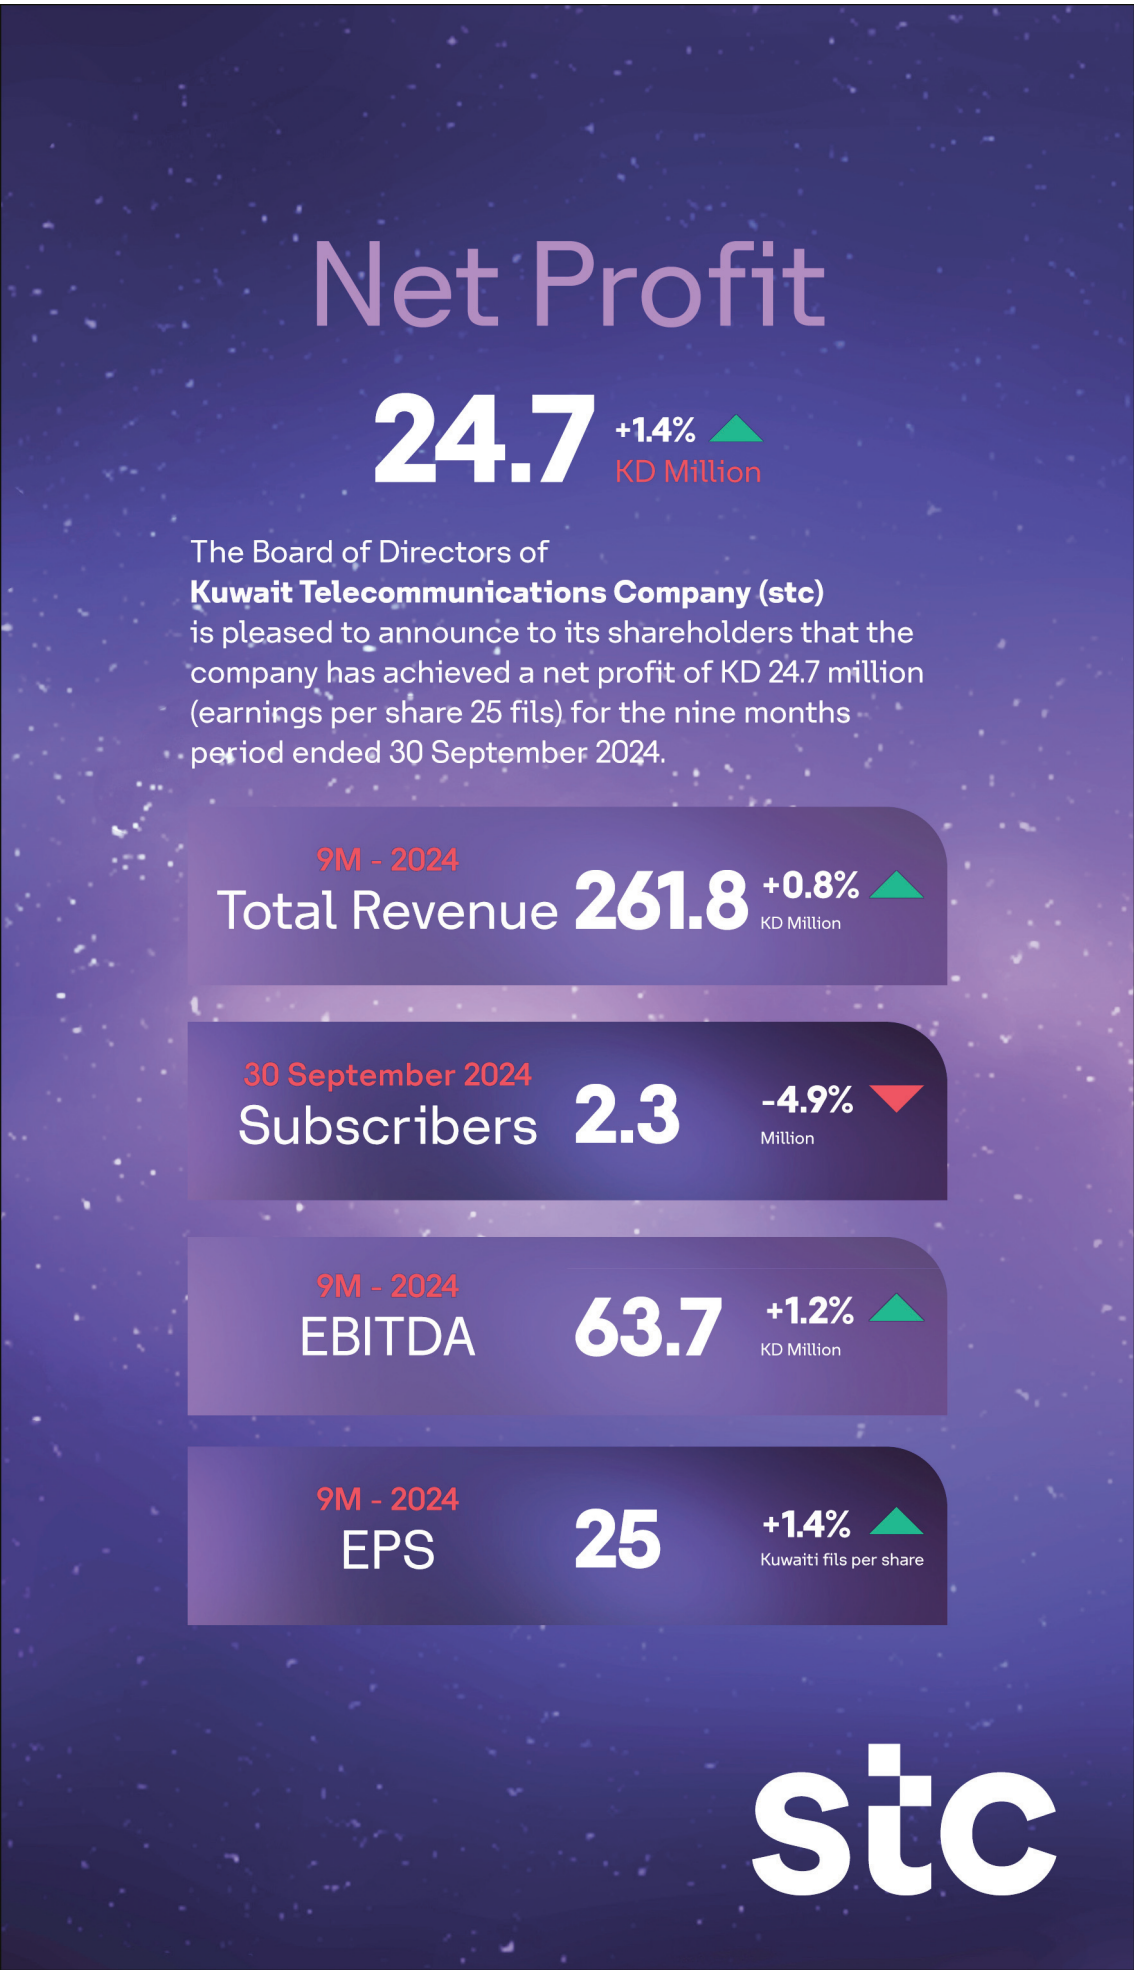 Net Profit
24.7
+1.4%
KD Million
The Board of Directors of
Kuwait Telecommunications Company (stc)
is pleased to announce to its shareholders that the
company has achieved a net profit of KD 24.7 million
(earnings per share 25 fils) for the nine months
period ended 30 September 2024.
9M - 2024
Total Revenue 261.8 +0.8%
KD Million
30 September 2024
Subscribers 2.3 -4.9%
Million
9M - 2024
EBITDA 63.7 +1.2%
KD Million
9M - 2024
EPS 25 +1.4%
Kuwaiti fils per share
stc